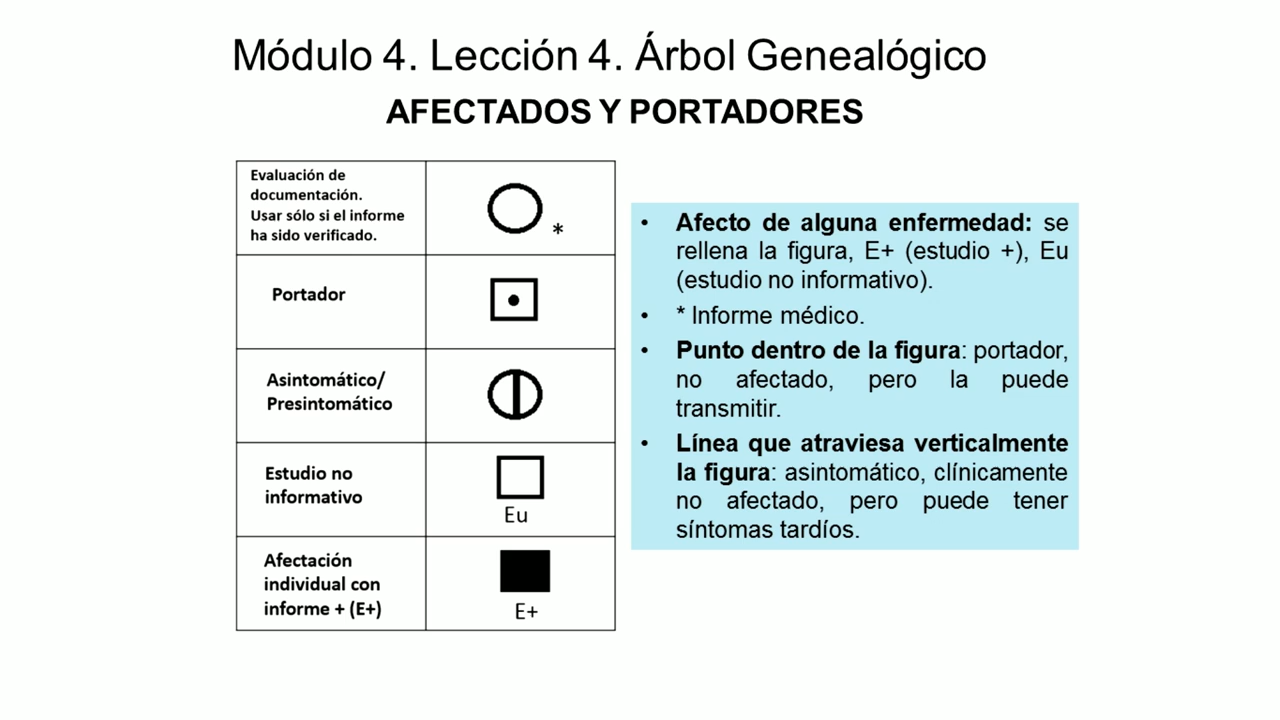 Módulo 4. Lección 4. Árbol Genealógico
AFECTADOS Y PORTADORES
Evaluación de
documentación.
Usar sólo si el informe
ha sido verificado.
*
Portador
Asintomático/
Presintomático
Estudio no
informativo
Eu
Afectación
individual con
informe + (E+)
E+
• Afecto de alguna enfermedad: se
rellena la figura, E+ (estudio +), Eu
(estudio no informativo).
• * Informe médico.
• Punto dentro de la figura: portador,
no afectado, pero la puede
transmitir.
• Línea que atraviesa verticalmente
la figura: asintomático, clínicamente
no afectado, pero puede tener
síntomas tardíos.